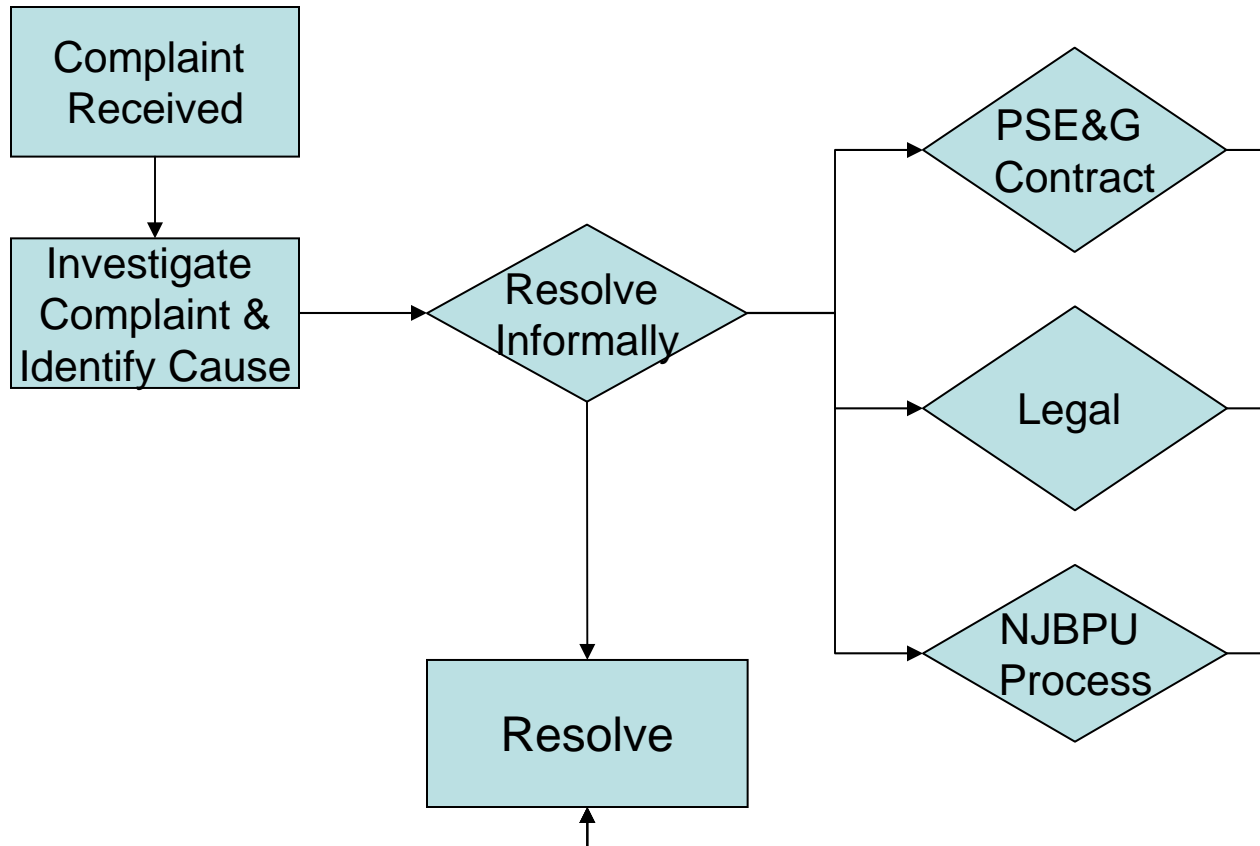 Complaint
Received
Investigate
Complaint &
Identify Cause
Resolve
Informally
PSE&G
Contract
Legal
NJBPU
Process
Resolve